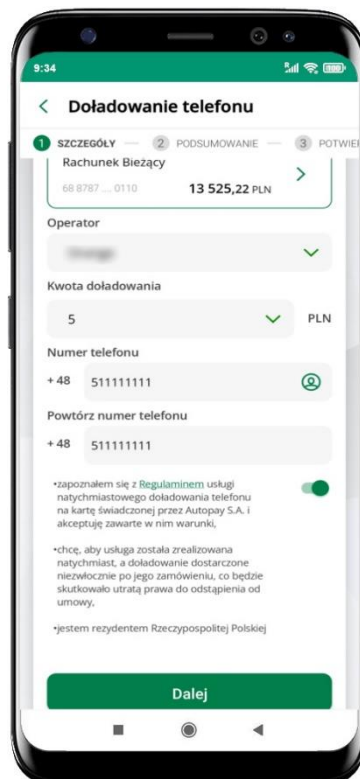 9:34
100
Doładowanie telefonu
1 SZCZEGÓŁY 2 PODSUMOWANIE 3
Rachunek Bieżący
68 8787 ... 0110 13 525,22 PLN
Operator
Kwota doładowania
5 PLN
Numer telefonu
+ 48 511111111
Powtórz numer telefonu
+ 48 511111111
•zapoznałem się z Regulaminem usługi
natychmiastowego doładowania telefonu
na kartę świadczonej przez Autopay S.A. i
akceptuję zawarte w nim warunki,
•chcę, aby usługa została zrealizowana
natychmiast, a doładowanie dostarczone
niezwłocznie po jego zamówieniu, co będzie
skutkowało utratą prawa do odstąpienia od
umowy,
•jestem rezydentem Rzeczypospolitej Polskiej
Dalej